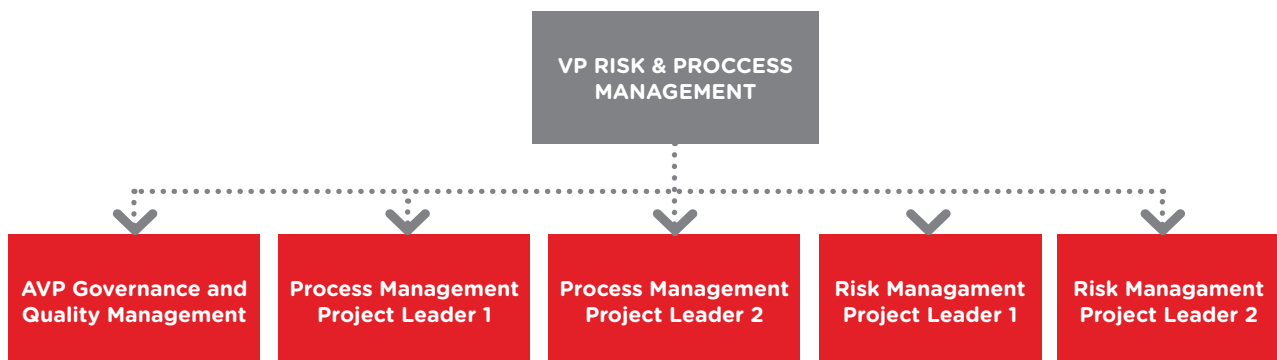 VP RISK & PROCCESS
MANAGEMENT
AVP Governance and
Quality Management
Process Management
Project Leader 1
Process Management
Project Leader 2
Risk Managament
Project Leader 1
Risk Managament
Project Leader 2